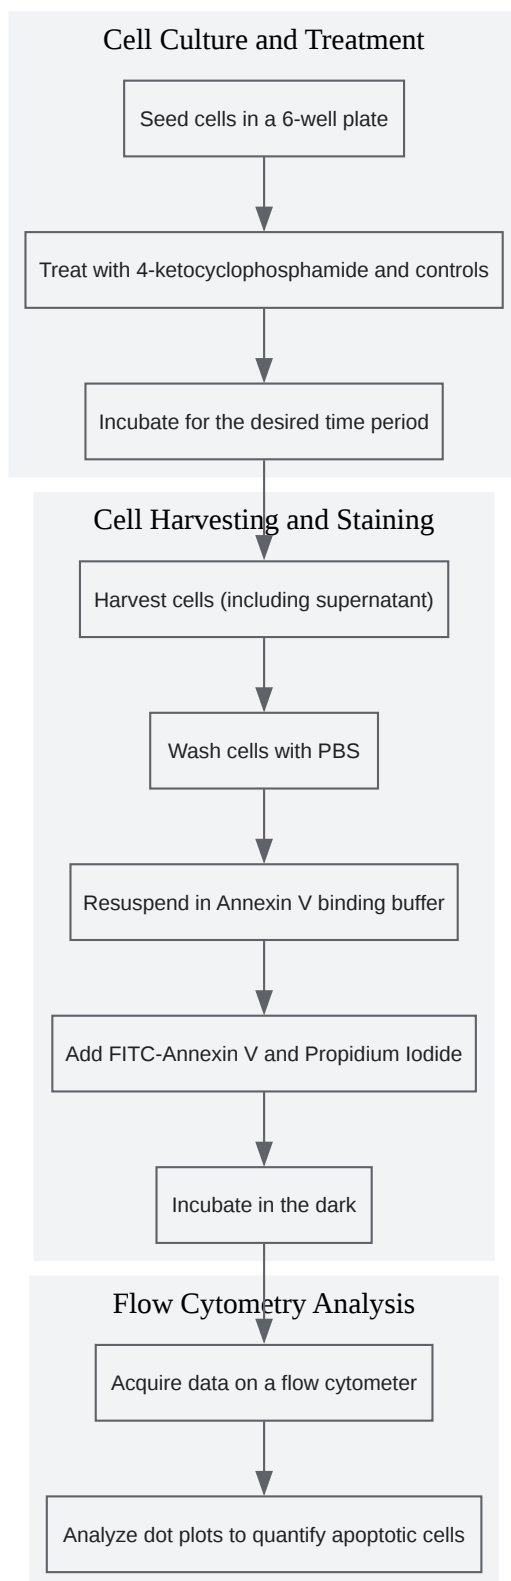 Cell Culture and Treatment
Seed cells in a 6-well plate
Treat with 4-ketocyclophosphamide and controls
Incubate for the desired time period
Cell Harvesting and Staining
Harvest cells (including supernatant)
Wash cells with PBS
Resuspend in Annexin V binding buffer
Add FITC-Annexin V and Propidium Iodide
Incubate in the dark
Flow Cytometry Analysis
Acquire data on a flow cytometer
Analyze dot plots to quantify apoptotic cells